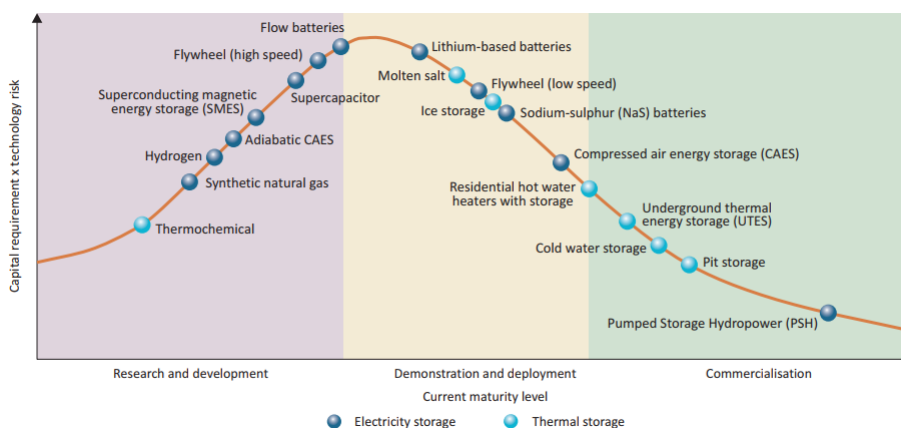 Capital requirement x technology risk
Flow batteries
Flywheel (high speed)
Supercapacitor
Superconducting magnetic
energy storage (SMES)
Adiabatic CAES
Hydrogen
Synthetic natural gas
Thermochemical
Lithium-based batteries
Molten salt
Flywheel (low speed)
Ice storage
Sodium-sulphur (NaS) batteries
Compressed air energy storage (CAES)
Residential hot water
heaters with storage
Underground thermal
energy storage (UTES)
Cold water storage
Pit storage
Pumped Storage Hydropower (PSH)
Research and development
Demonstration and deployment
Commercialisation
Current maturity level
Electricity storage
Thermal storage